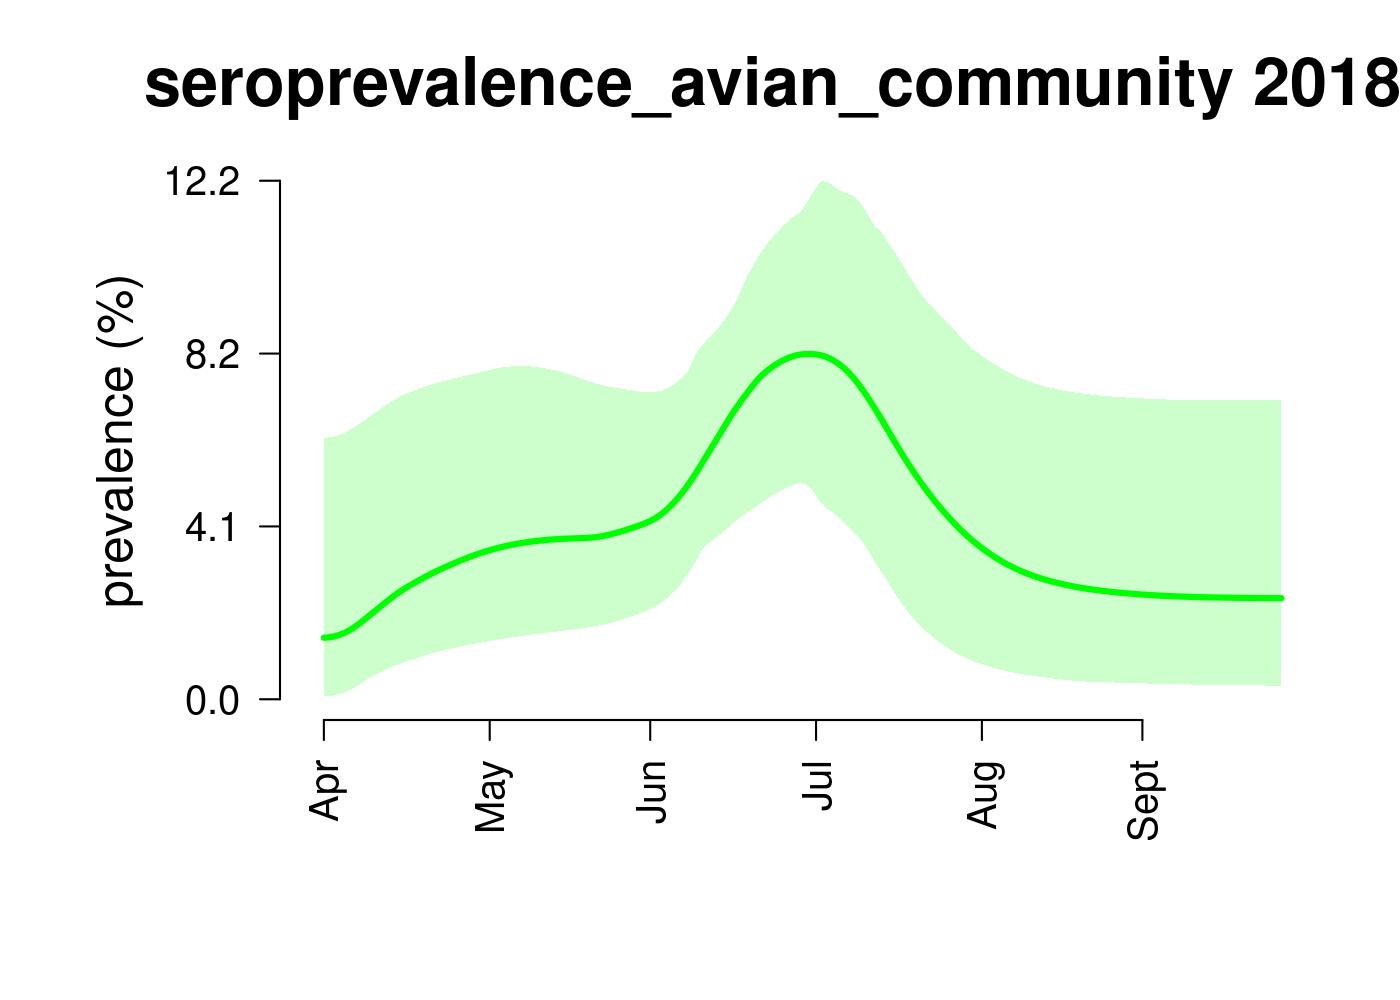 seroprevalence_avian_community 2018
12.2
8.2
4.1
0.0
prevalence (%)
Apr
May
Jun
Jul
Aug
Sept